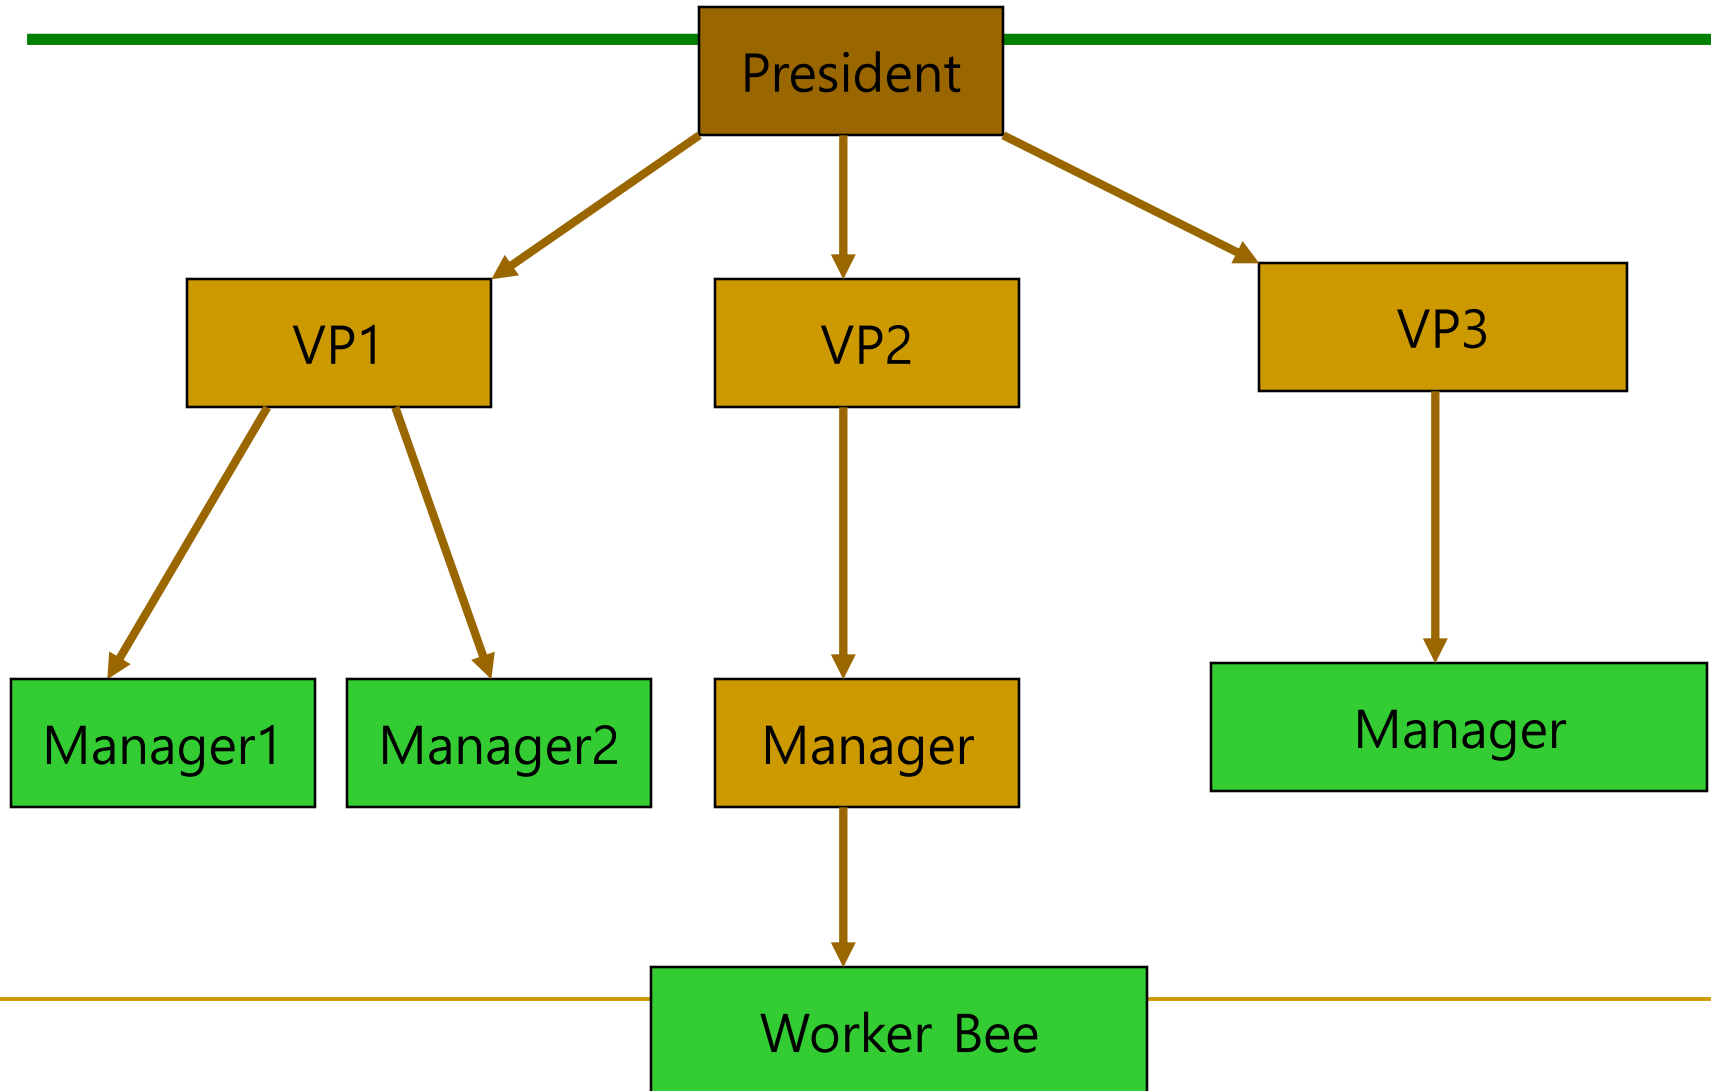 President
VP1
VP2
VP3
Manager1
Manager2
Manager
Manager
Worker Bee